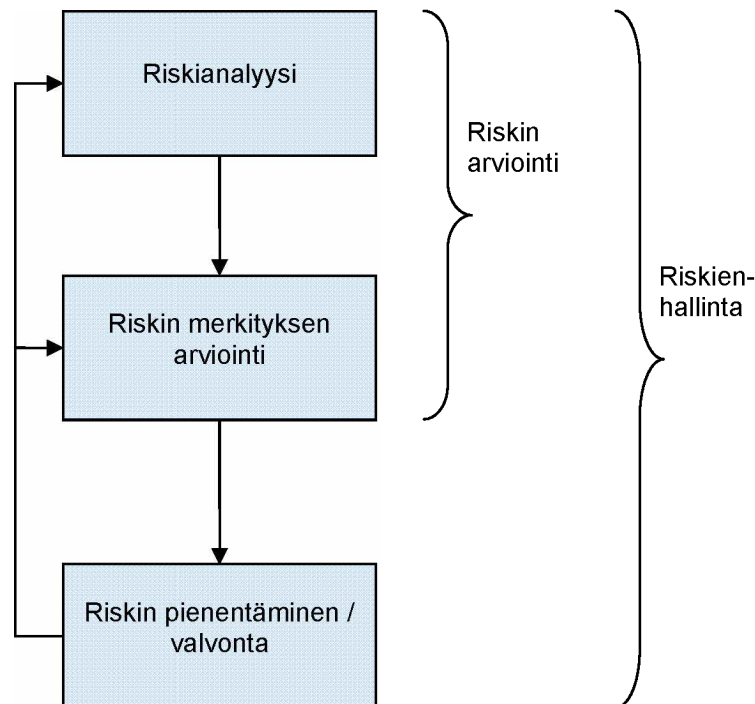 Riskianalyysi
Riskin
arviointi
Riskin merkityksen
arviointi
Riskien-
hallinta
Riskin pienentäminen /
valvonta